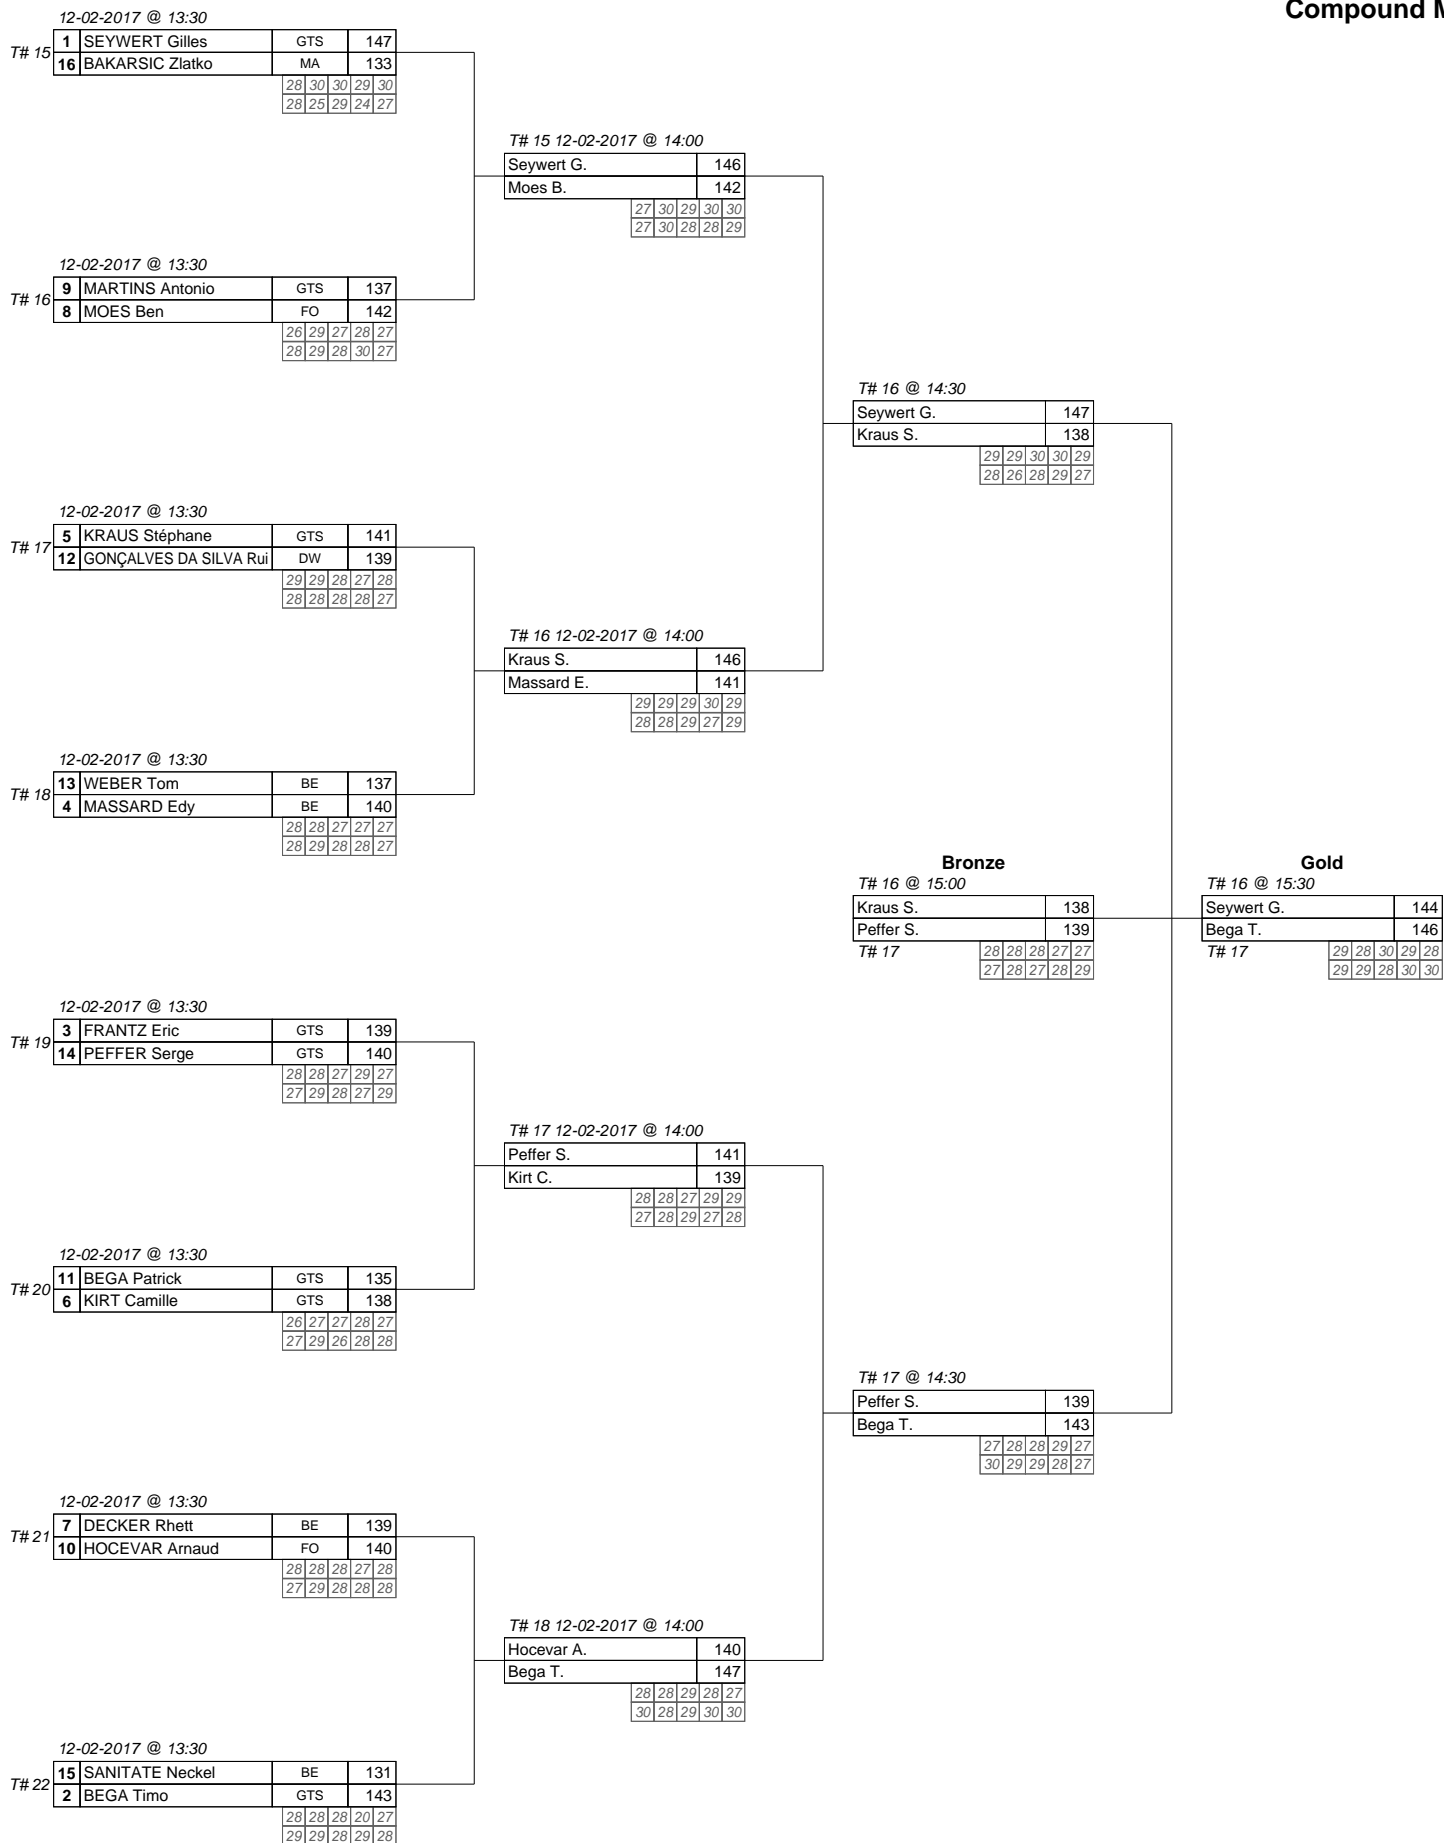 Compound M
12-02-2017 @ 13:30
T# 15
1 SEYWERT Gilles GTS 147
16 BAKARSIC Zlatko MA 133
28 30 30 29 30
28 25 29 24 27
T# 15 12-02-2017 @ 14:00
Seywert G. 146
Moes B. 142
27 30 29 30 30
27 30 28 28 29
12-02-2017 @ 13:30
T# 16
9 MARTINS Antonio GTS 137
8 MOES Ben FO 142
26 29 27 28 27
28 29 28 30 27
T# 16 @ 14:30
Seywert G. 147
Kraus S. 138
29 29 30 30 29
28 26 28 29 27
12-02-2017 @ 13:30
T# 17
5 KRAUS Stéphane GTS 141
12 GONÇALVES DA SILVA Rui DW 139
29 29 28 27 28
28 28 28 28 27
T# 16 12-02-2017 @ 14:00
Kraus S. 146
Massard E. 141
29 29 29 30 29
28 28 29 27 29
12-02-2017 @ 13:30
T# 18
13 WEBER Tom BE 137
4 MASSARD Edy BE 140
28 28 27 27 27
28 29 28 28 27
Bronze
T# 16 @ 15:00
Kraus S. 138
Peffer S. 139
T# 17 28 28 28 27 27
27 28 27 28 29
Gold
T# 16 @ 15:30
Seywert G. 144
Bega T. 146
T# 17 29 28 30 29 28
29 29 28 30 30
12-02-2017 @ 13:30
T# 19
3 FRANTZ Eric GTS 139
14 PEFFER Serge GTS 140
28 28 27 29 27
27 29 28 27 29
T# 17 12-02-2017 @ 14:00
Peffer S. 141
Kirt C. 139
28 28 27 29 29
27 28 29 27 28
12-02-2017 @ 13:30
T# 20
11 BEGA Patrick GTS 135
6 KIRT Camille GTS 138
26 27 27 28 27
27 29 26 28 28
T# 17 @ 14:30
Peffer S. 139
Bega T. 143
27 28 28 29 27
30 29 29 28 27
12-02-2017 @ 13:30
T# 21
7 DECKER Rhett BE 139
10 HOCEVAR Arnaud FO 140
28 28 28 27 28
27 29 28 28 28
T# 18 12-02-2017 @ 14:00
Hocevar A. 140
Bega T. 147
28 28 29 28 27
30 28 29 30 30
12-02-2017 @ 13:30
T# 22
15 SANITATE Neckel BE 131
2 BEGA Timo GTS 143
28 28 28 20 27
29 29 28 29 28